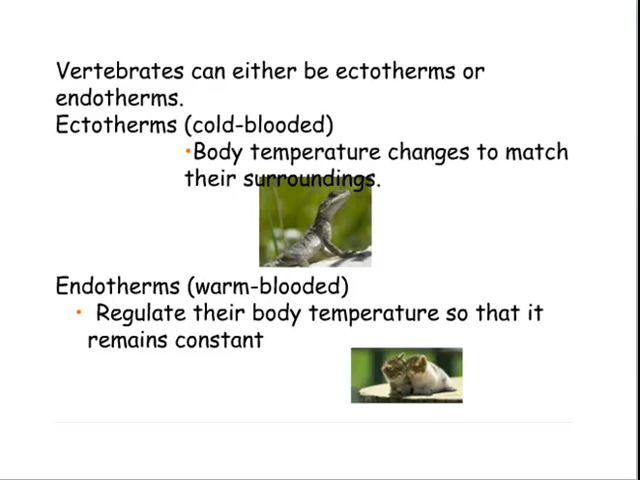 Vertebrates can either be ectotherms or
endotherms.
Ectotherms (cold-blooded)
•Body temperature changes to match
their surroundings.
Endotherms (warm-blooded)
• Regulate their body temperature so that it
remains constant